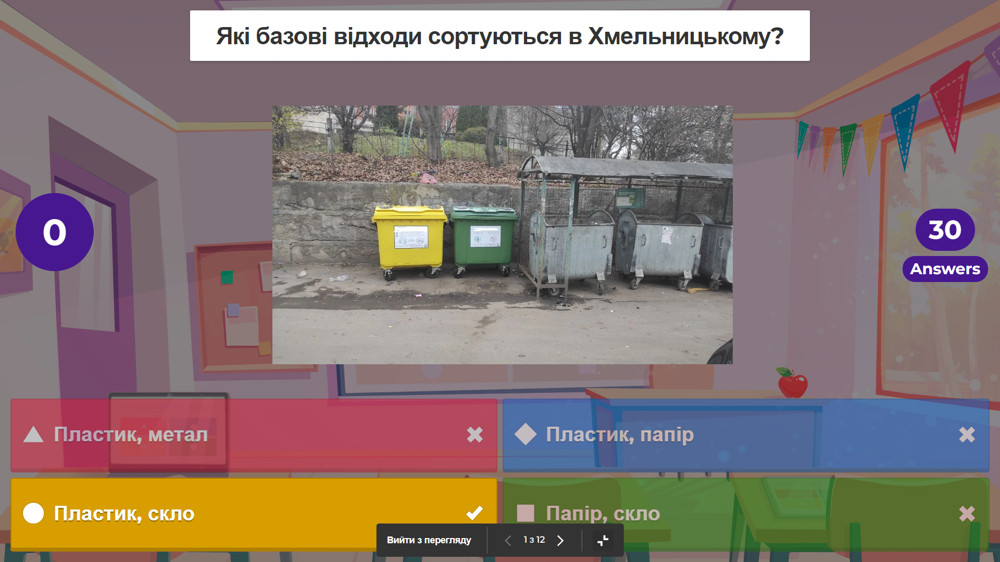 Які базові відходи сортуються в Хмельницькому?
0
30
Answers
Пластик, метал
Пластик, папір
Пластик, скло
Папір, скло
Вийти з перегляду
1 з 12